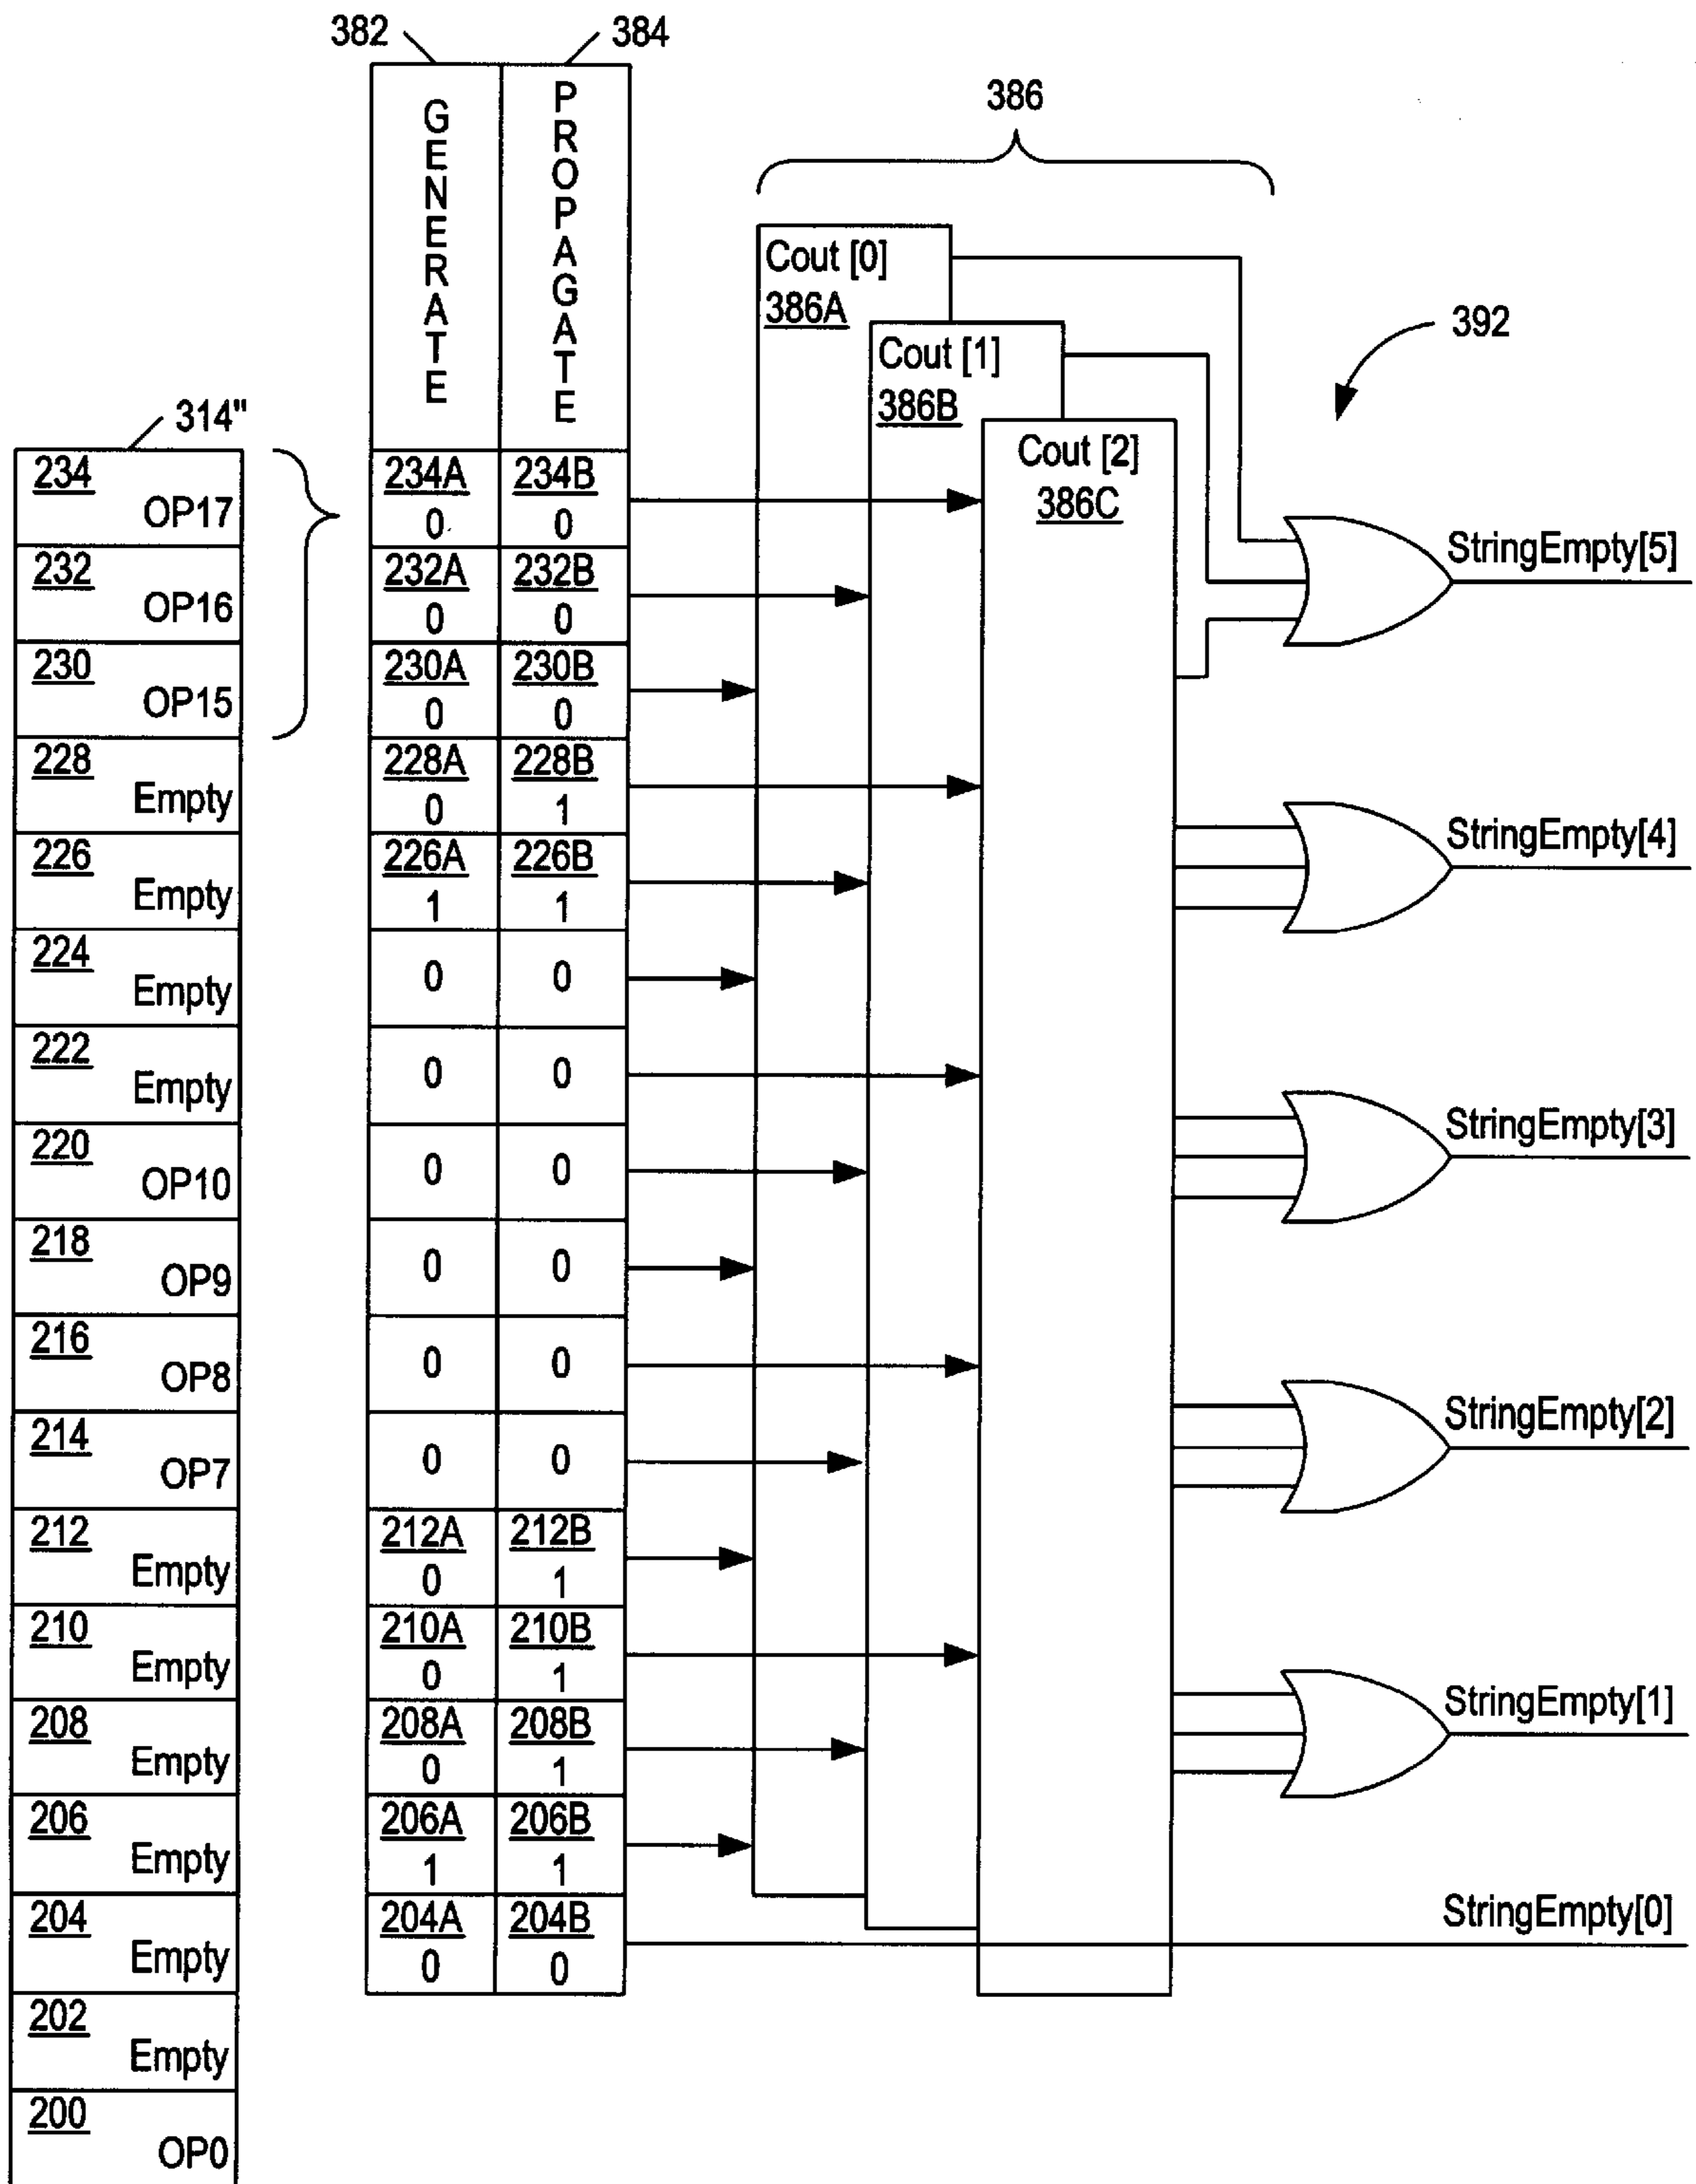 382
384
386
GENERATE
PROPAGATE
Cout [0]
386A
Cout [1]
386B
Cout [2]
386C
392
314"
234
OP17
234A
0
234B
0
232
OP16
232A
0
232B
0
StringEmpty[5]
230
OP15
230A
0
230B
0
228
Empty
228A
0
228B
1
226
Empty
226A
1
226B
1
StringEmpty[4]
224
Empty
0
0
222
Empty
0
0
220
OP10
0
0
StringEmpty[3]
218
OP9
0
0
216
OP8
0
0
214
OP7
0
0
StringEmpty[2]
212
Empty
212A
0
212B
1
210
Empty
210A
0
210B
1
208
Empty
208A
0
208B
1
StringEmpty[1]
206
Empty
206A
1
206B
1
204
Empty
204A
0
204B
0
StringEmpty[0]
202
Empty
200
OP0